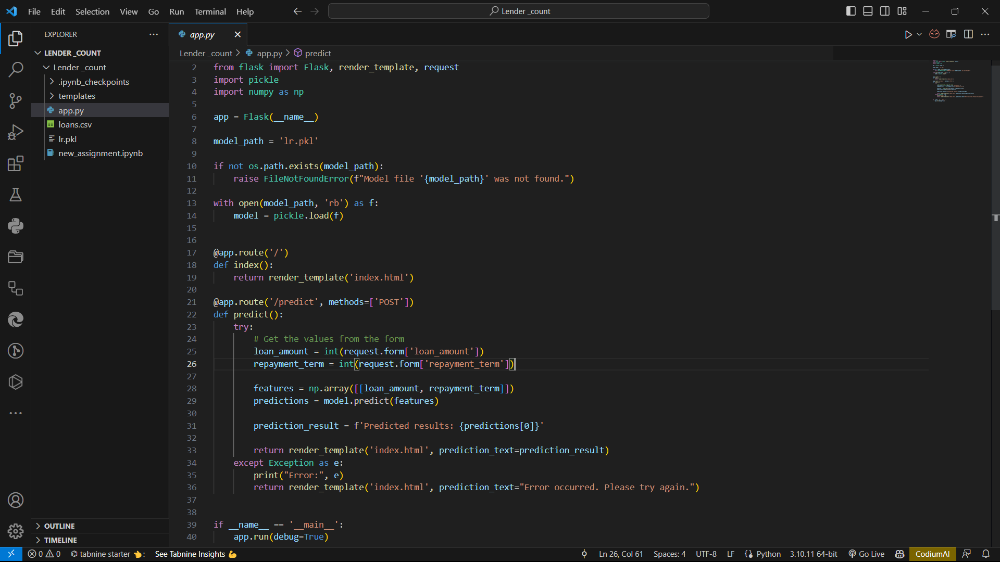 File Edit Selection View Go Run Terminal Help
Lender _count
EXPLORER
LENDER _COUNT
Lender _count
.ipynb_checkpoints
templates
app.py
loans.csv
lr.pkl
new_assignment.ipynb
OUTLINE
TIMELINE
app.py
Lender _count > app.py > predict
2 from flask import Flask, render_template, request
3 import pickle
4 import numpy as np
5
6 app = Flask(__name__)
7
8 model_path = 'lr.pkl'
9
10 if not os.path.exists(model_path):
11 raise FileNotFoundError(f"Model file '{model_path}' was not found.")
12
13 with open(model_path, 'rb') as f:
14 model = pickle.load(f)
15
16
17 @app.route('/')
18 def index():
19 return render_template('index.html')
20
21 @app.route('/predict', methods=['POST'])
22 def predict():
23 try:
24 # Get the values from the form
25 loan_amount = int(request.form['loan_amount'])
26 repayment_term = int(request.form['repayment_term'])
27
28 features = np.array([[loan_amount, repayment_term]])
29 predictions = model.predict(features)
30
31 prediction_result = f'Predicted results: {predictions[0]}'
32
33 return render_template('index.html', prediction_text=prediction_result)
34 except Exception as e:
35 print("Error:", e)
36 return render_template('index.html', prediction_text="Error occurred. Please try again.")
37
38
39 if __name__ == '__main__':
40 app.run(debug=True)
0 0 tabnine starter 👈: See Tabnine Insights 💪 Ln 26, Col 61 Spaces: 4 UTF-8 LF {} Python 3.10.11 64-bit Go Live CodiumAI